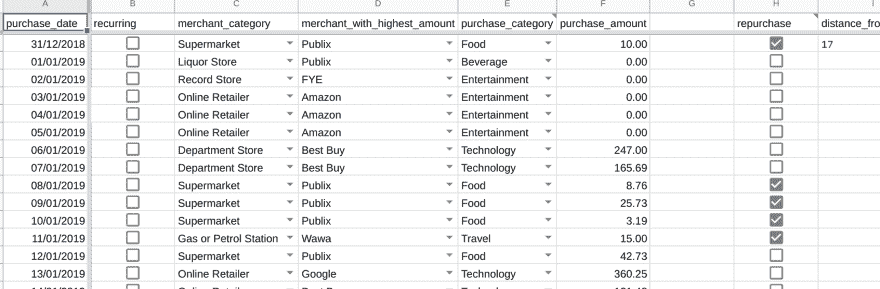 A B C D E F G H
purchase_date recurring merchant_category merchant_with_highest_amount purchase_category purchase_amount repurchase distance_fro
31/12/2018 Supermarket Publix Food 10.00 17
01/01/2019 Liquor Store Publix Beverage 0.00
02/01/2019 Record Store FYE Entertainment 0.00
03/01/2019 Online Retailer Amazon Entertainment 0.00
04/01/2019 Online Retailer Amazon Entertainment 0.00
05/01/2019 Online Retailer Amazon Entertainment 0.00
06/01/2019 Department Store Best Buy Technology 247.00
07/01/2019 Department Store Best Buy Technology 165.69
08/01/2019 Supermarket Publix Food 8.76
09/01/2019 Supermarket Publix Food 25.73
10/01/2019 Supermarket Publix Food 3.19
11/01/2019 Gas or Petrol Station Wawa Travel 15.00
12/01/2019 Supermarket Publix Food 42.73
13/01/2019 Online Retailer Google Technology 360.25